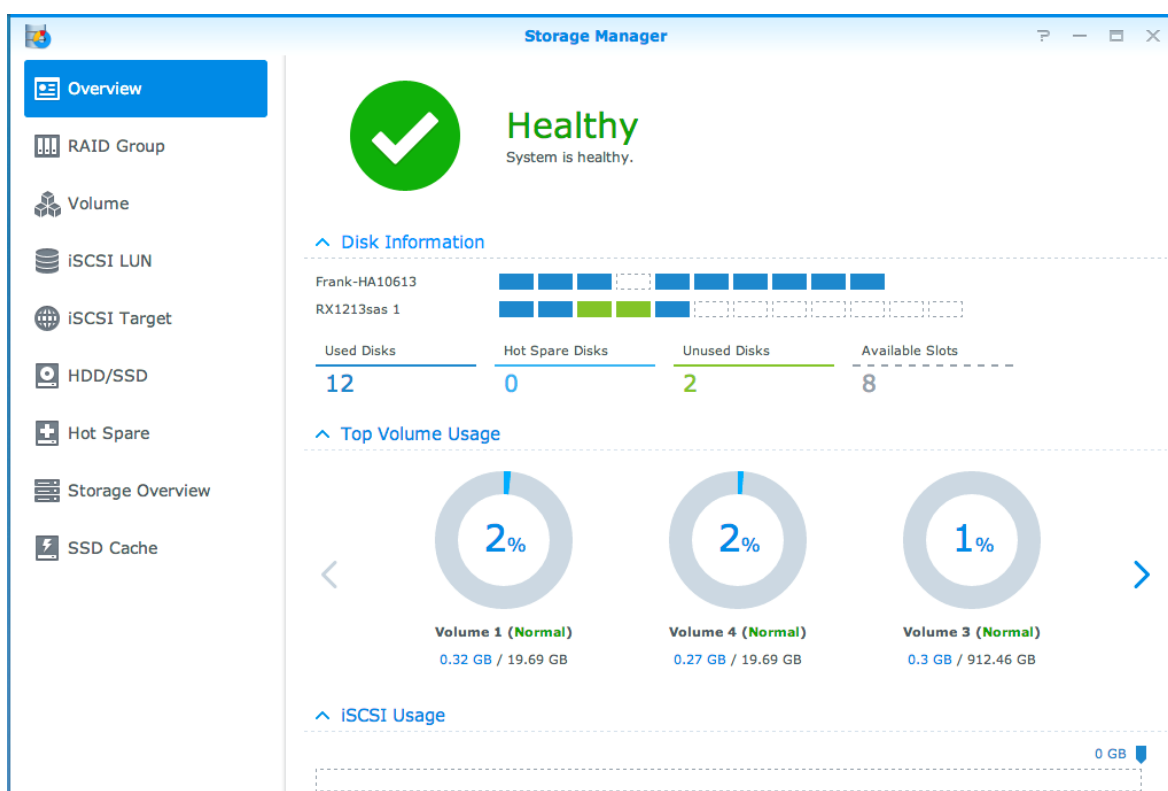 Storage Manager
Overview
RAID Group
Volume
iSCSI LUN
iSCSI Target
HDD/SSD
Hot Spare
Storage Overview
SSD Cache
Healthy
System is healthy.
Disk Information
Frank-HA10613
RX1213sas 1
Used Disks Hot Spare Disks Unused Disks Available Slots
12 0 2 8
Top Volume Usage
2% 2% 1%
Volume 1 (Normal) Volume 4 (Normal) Volume 3 (Normal)
0.32 GB / 19.69 GB 0.27 GB / 19.69 GB 0.3 GB / 912.46 GB
iSCSI Usage
0 GB